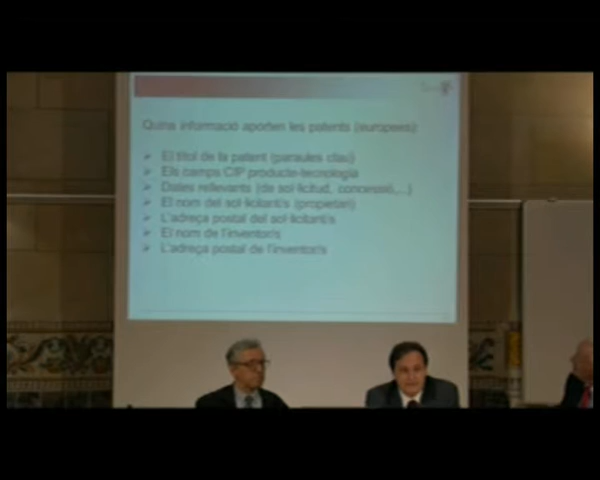 Quina informació aporten les patents (europees):
➢ El títol de la patent (paraules clau)
➢ Els camps CIP producte-tecnologia
➢ Dates rellevants (de sol·licitud, concessió,...)
➢ El nom del sol·licitant/s (propietari)
➢ L'adreça postal del sol·licitant/s
➢ El nom de l'inventor/s
➢ L'adreça postal de l'inventor/s